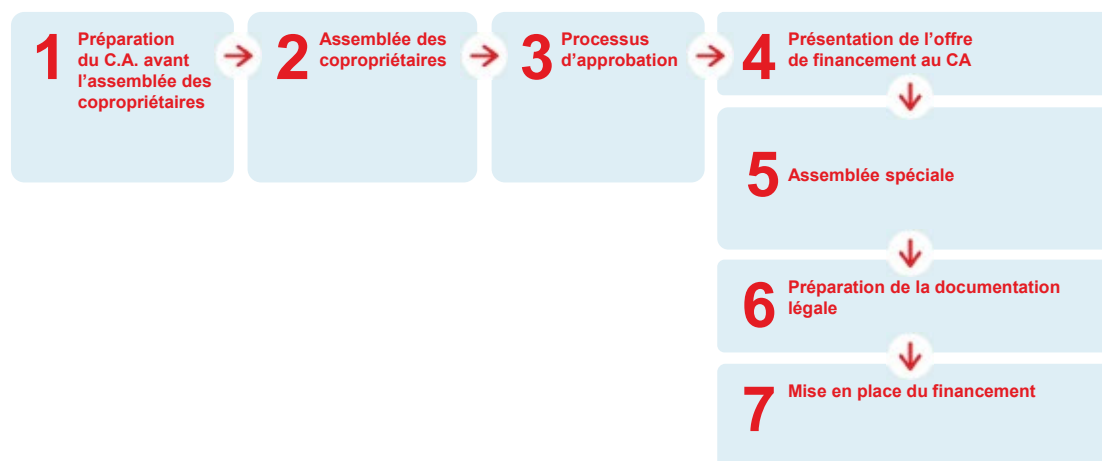 1
Préparation
du C.A. avant
l’assemblée des
copropriétaires
2
Assemblée des
copropriétaires
3
Processus
d’approbation
4
Présentation de l’offre
de financement au CA
5
Assemblée spéciale
6
Préparation de la documentation
légale
7
Mise en place du financement